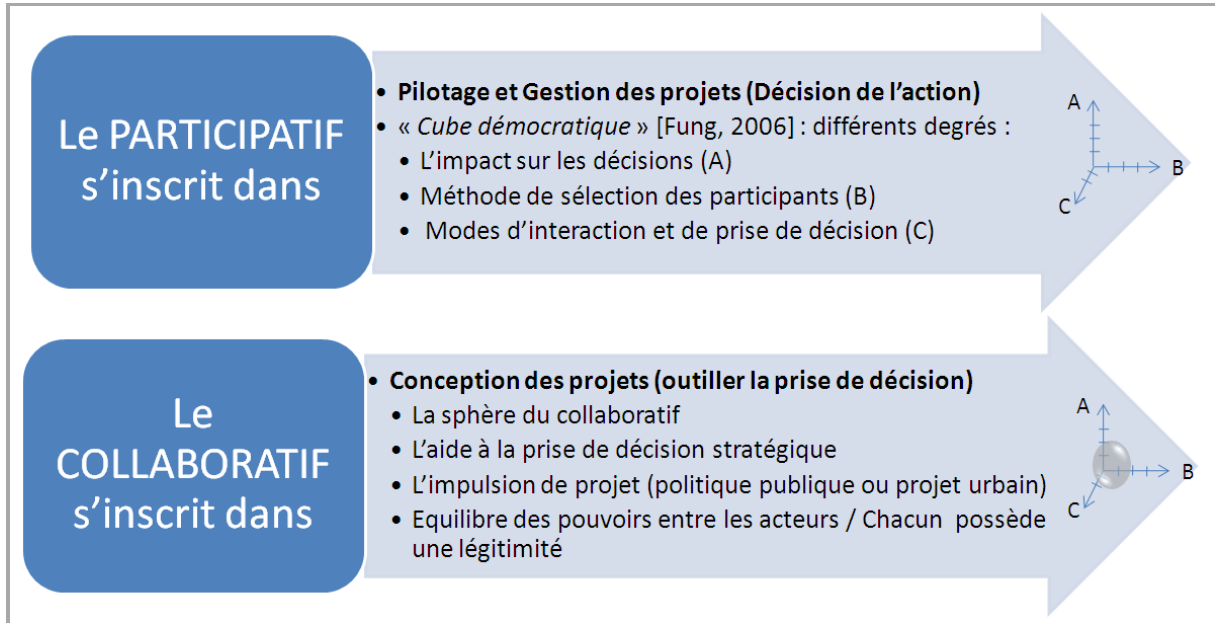 Le PARTICIPATIF
s’inscrit dans
• Pilotage et Gestion des projets (Décision de l’action)
• « Cube démocratique » [Fung, 2006] : différents degrés :
• L’impact sur les décisions (A)
• Méthode de sélection des participants (B)
• Modes d’interaction et de prise de décision (C)
A
B
C
Le
COLLABORATIF
s’inscrit dans
• Conception des projets (outiller la prise de décision)
• La sphère du collaboratif
• L’aide à la prise de décision stratégique
• L’impulsion de projet (politique publique ou projet urbain)
• Equilibre des pouvoirs entre les acteurs / Chacun possède
une légitimité
A
B
C